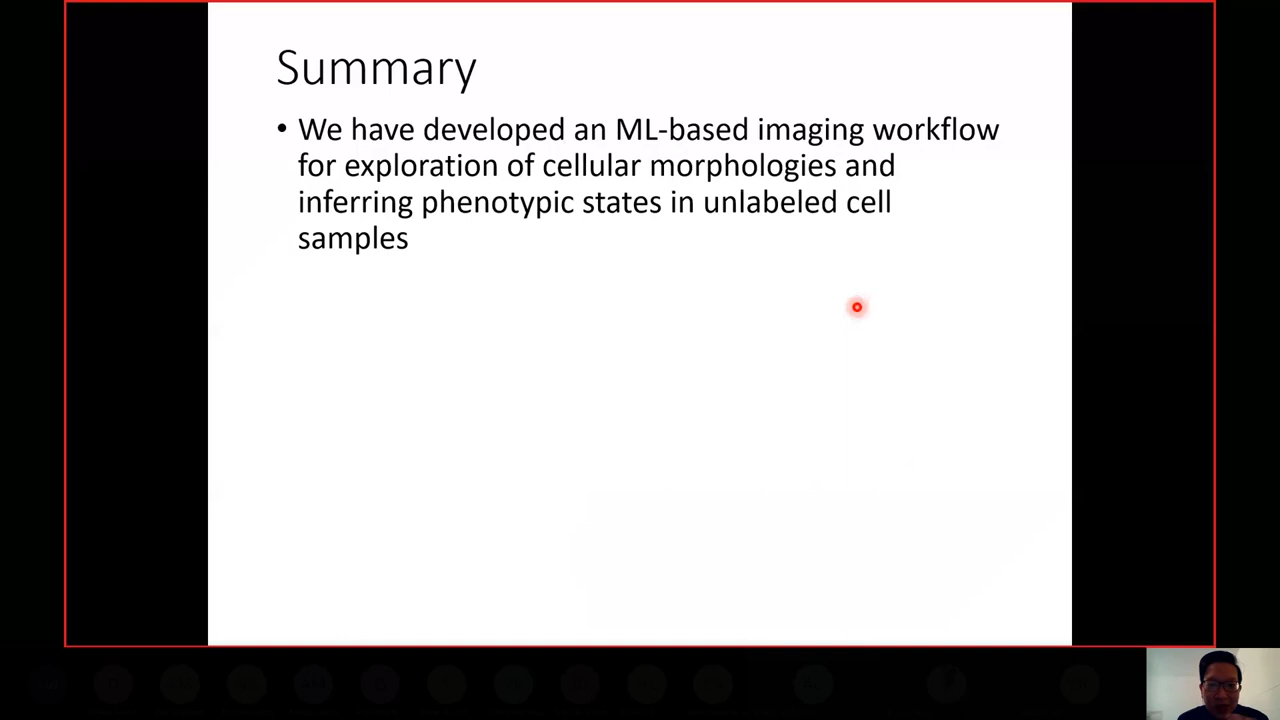 Summary
• We have developed an ML-based imaging workflow
for exploration of cellular morphologies and
inferring phenotypic states in unlabeled cell
samples